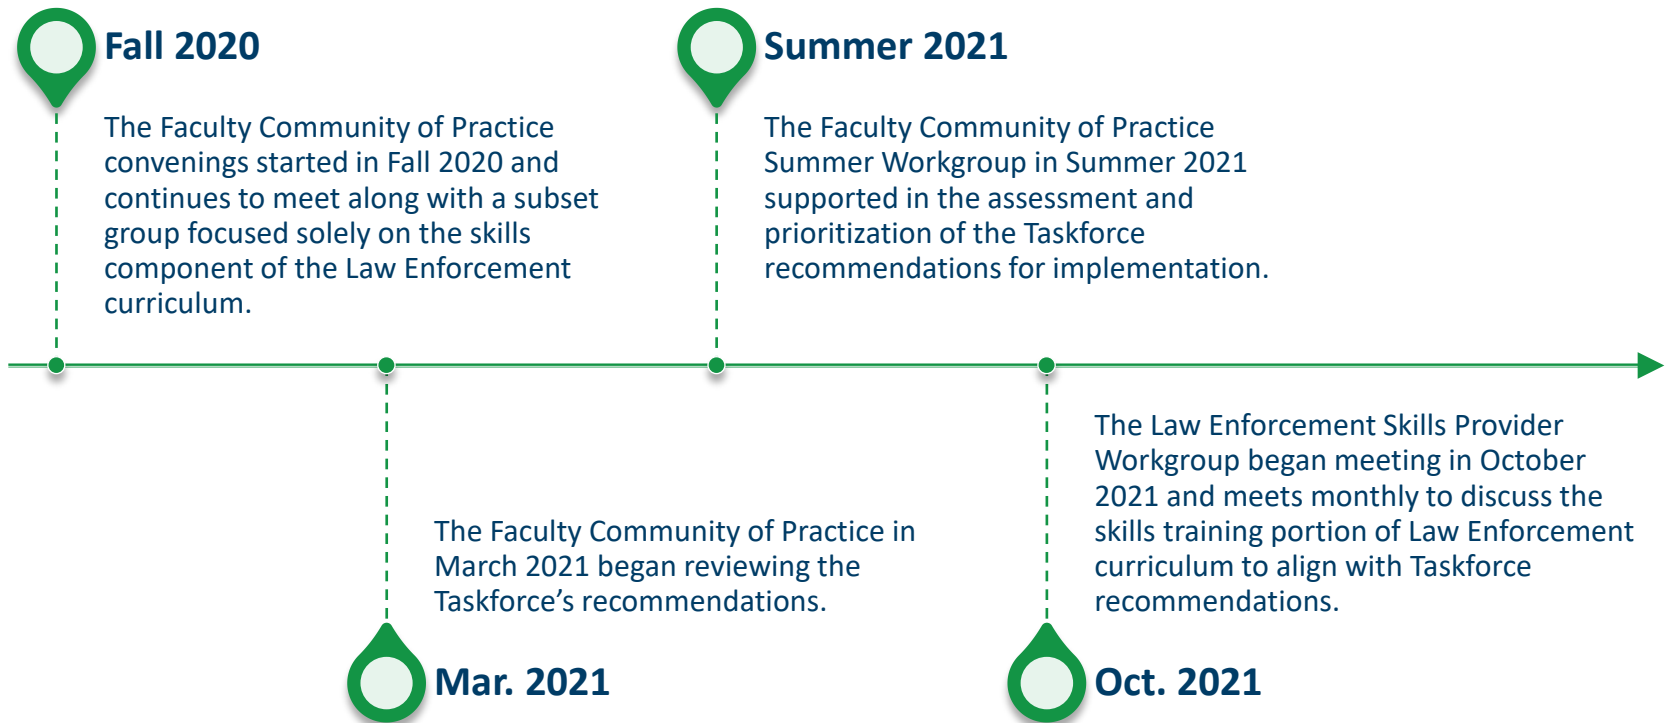 Fall 2020
The Faculty Community of Practice
convenings started in Fall 2020 and
continues to meet along with a subset
group focused solely on the skills
component of the Law Enforcement
curriculum.
Mar. 2021
The Faculty Community of Practice in
March 2021 began reviewing the
Taskforce’s recommendations.
Summer 2021
The Faculty Community of Practice
Summer Workgroup in Summer 2021
supported in the assessment and
prioritization of the Taskforce
recommendations for implementation.
Oct. 2021
The Law Enforcement Skills Provider
Workgroup began meeting in October
2021 and meets monthly to discuss the
skills training portion of Law Enforcement
curriculum to align with Taskforce
recommendations.